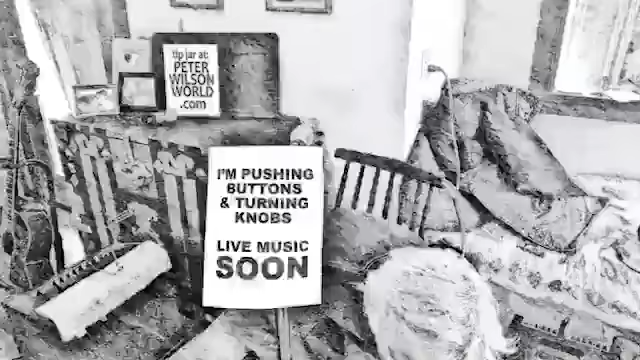 tip jar at:
PETER
WILSON
WORLD
.com
I'M PUSHING
BUTTONS
& TURNING
KNOBS
LIVE MUSIC
SOON